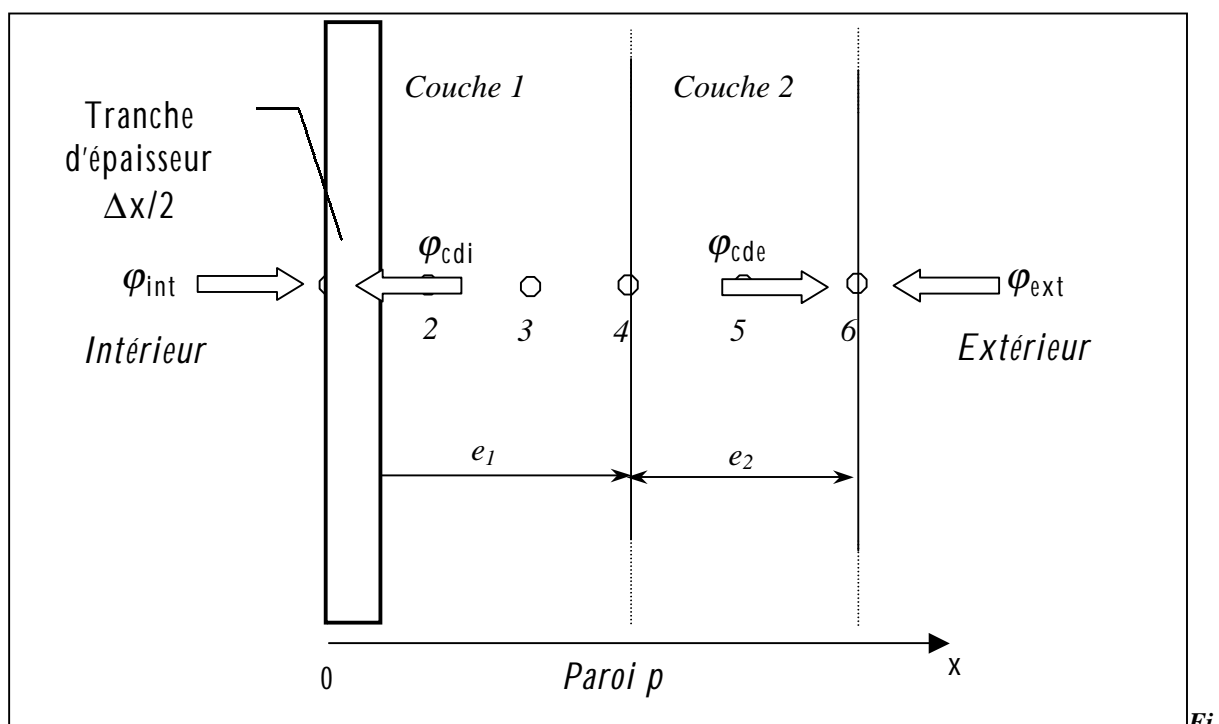 Couche 1
Couche 2
Tranche
d'épaisseur
Δx/2
φcdi
φcde
φint
φext
2
3
4
5
6
Intérieur
Extérieur
e1
e2
0
Paroi p
x